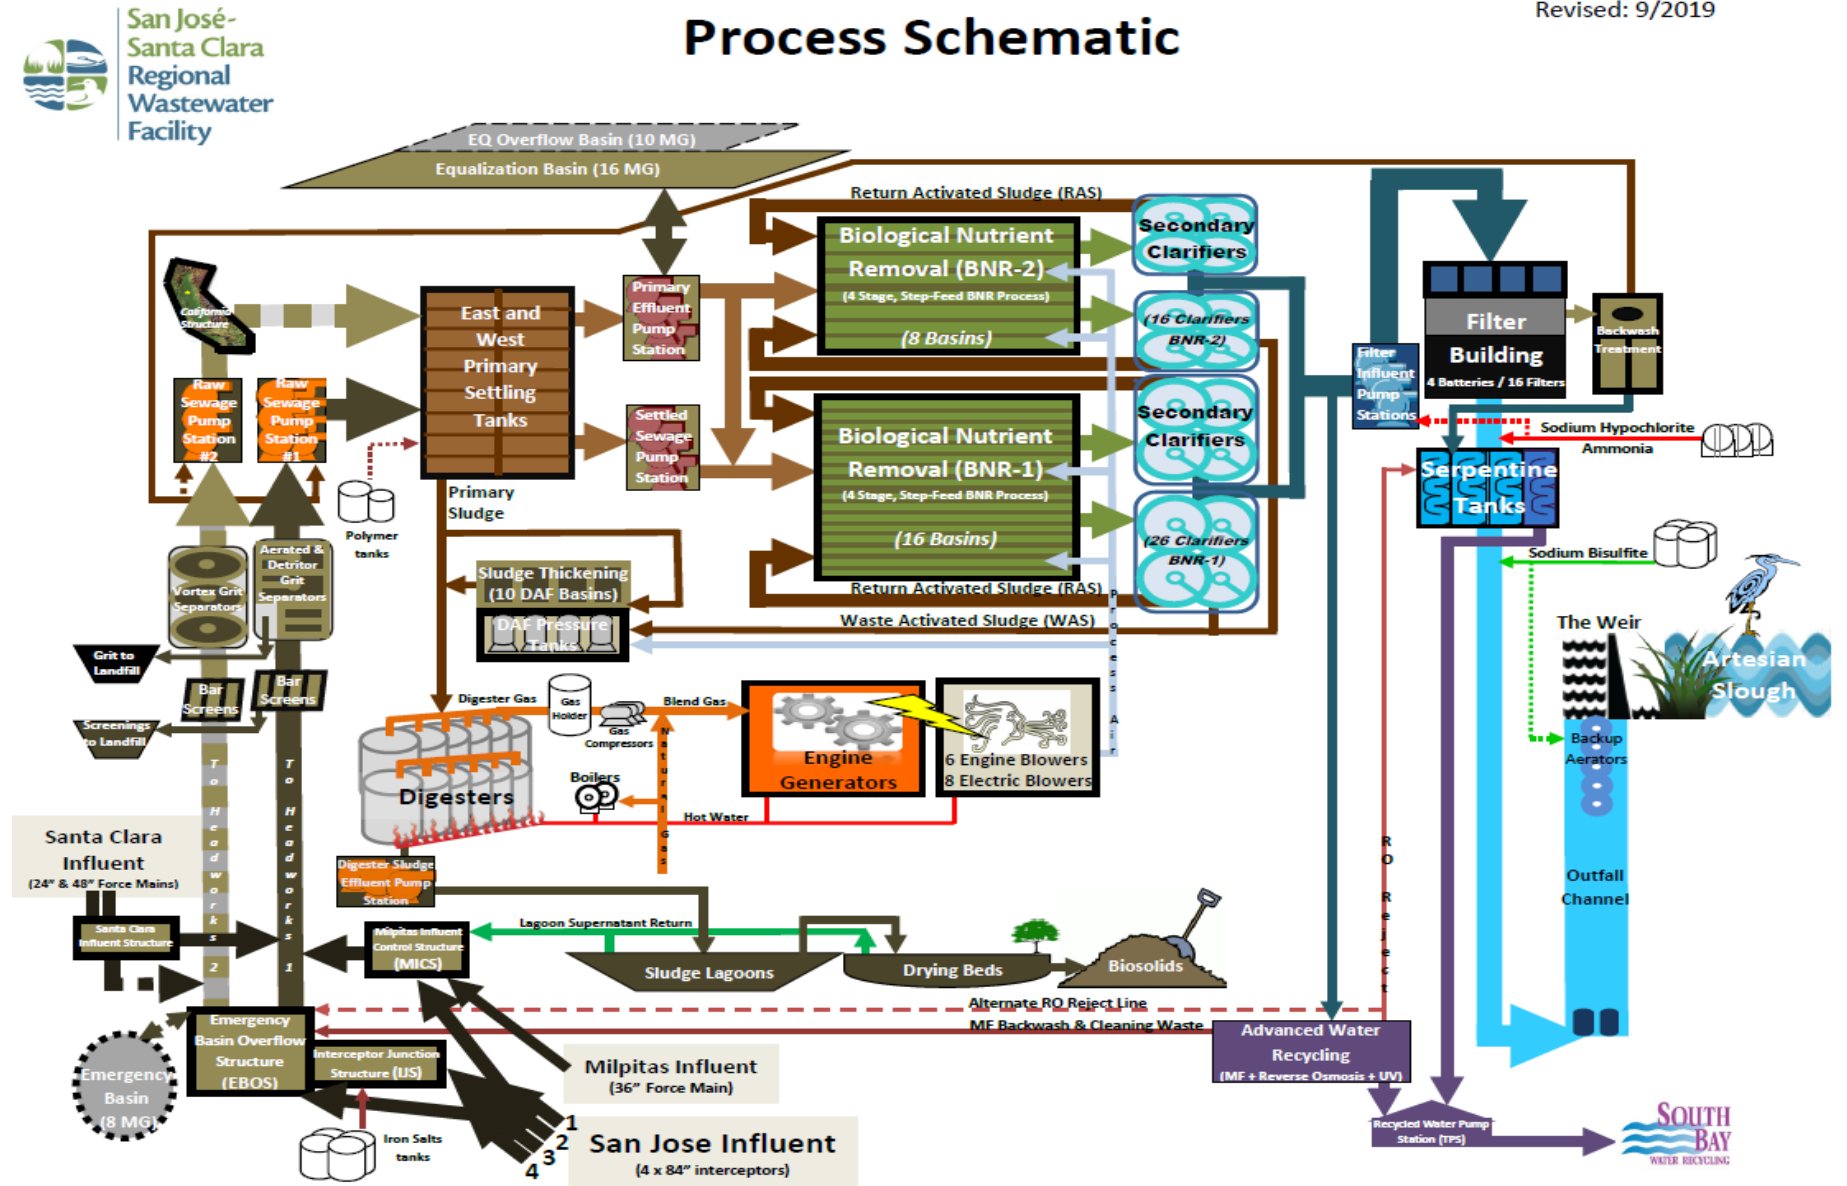 San José-
Santa Clara
Regional
Wastewater
Facility
Process Schematic
Revised: 9/2019
EQ Overflow Basin (10 MG)
Equalization Basin (16 MG)
Return Activated Sludge (RAS)
Secondary
Clarifiers
Biological Nutrient
Removal (BNR-2)
(4 Stage, Step-Feed BNR Process)
(8 Basins)
(16 Clarifiers
BNR-2)
California
Structure
East and
West
Primary
Settling
Tanks
Primary
Effluent
Pump
Station
Filter
Building
4 Batteries / 16 Filters
Backwash
Treatment
Filter
Influent
Pump
Stations
Raw
Sewage
Pump
Station
#2
Raw
Sewage
Pump
Station
#1
Settled
Sewage
Pump
Station
Secondary
Clarifiers
Biological Nutrient
Removal (BNR-1)
(4 Stage, Step-Feed BNR Process)
(16 Basins)
(26 Clarifiers
BNR-1)
Sodium Hypochlorite
Ammonia
Serpentine
Tanks
Primary
Sludge
Polymer
tanks
Vortex Grit
Separators
Aerated &
Detritor
Grit
Separators
Sludge Thickening
(10 DAF Basins)
DAF Pressure
Tanks
Return Activated Sludge (RAS)
Waste Activated Sludge (WAS)
Process Air
Sodium Bisulfite
The Weir
Artesian
Slough
Grit to
Landfill
Bar
Screens
Bar
Screens
Screenings
to Landfill
Digester Gas
Gas
Holder
Gas
Compressors
Blend Gas
Natural Gas
Engine
Generators
6 Engine Blowers
8 Electric Blowers
Backup
Aerators
Boilers
Digesters
Hot Water
To Headworks 2
To Headworks 1
Santa Clara
Influent
(24” & 48” Force Mains)
Digester Sludge
Effluent Pump
Station
RO Reject
Outfall
Channel
Santa Clara
Influent Structure
Milpitas Influent
Control Structure
(MICS)
Lagoon Supernatant Return
Sludge Lagoons
Drying Beds
Biosolids
Alternate RO Reject Line
MF Backwash & Cleaning Waste
Emergency
Basin Overflow
Structure
(EBOS)
Interceptor Junction
Structure (IJS)
Emergency
Basin
(8 MG)
Milpitas Influent
(36” Force Main)
Advanced Water
Recycling
(MF + Reverse Osmosis + UV)
Iron Salts
tanks
1
2
3
4
San Jose Influent
(4 x 84” interceptors)
Recycled Water Pump
Station (TPS)
SOUTH
BAY
WATER RECYCLING